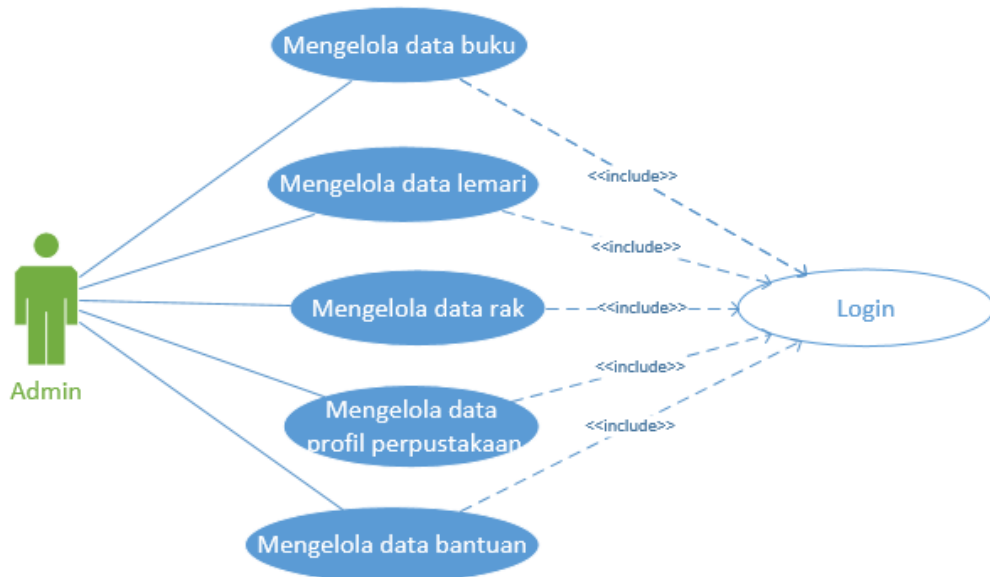 Mengelola data buku
<<include>>
Mengelola data lemari
<<include>>
Mengelola data rak
<<include>>
Login
Admin
<<include>>
Mengelola data
profil perpustakaan
<<include>>
Mengelola data bantuan